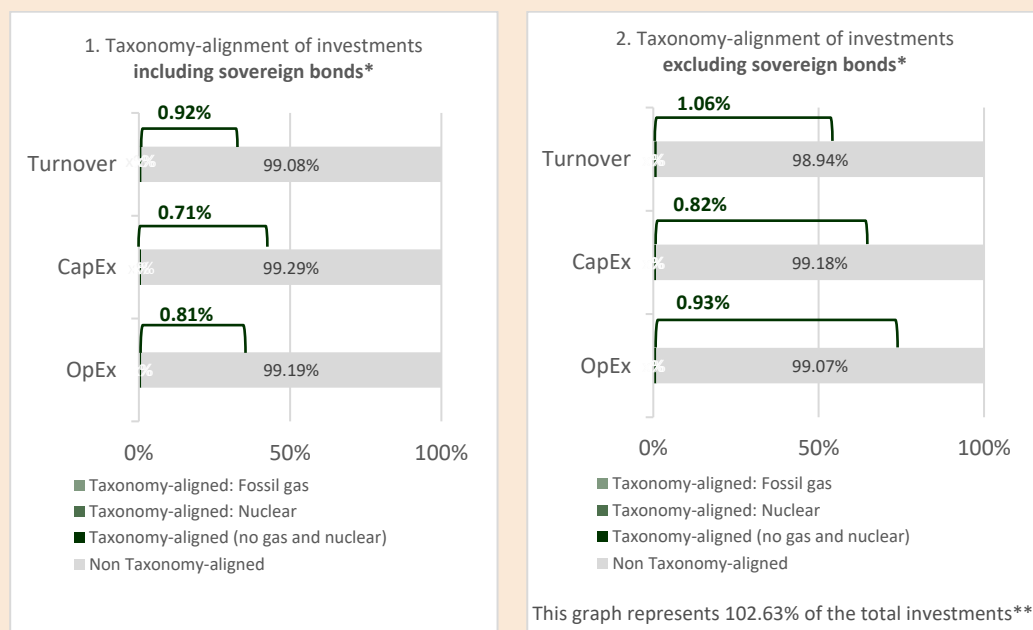 1. Taxonomy-alignment of investments
including sovereign bonds*
0.92%
Turnover
99.08%
0.71%
CapEx
99.29%
0.81%
OpEx
99.19%
0%
50%
100%
Taxonomy-aligned: Fossil gas
Taxonomy-aligned: Nuclear
Taxonomy-aligned (no gas and nuclear)
Non Taxonomy-aligned
2. Taxonomy-alignment of investments
excluding sovereign bonds*
1.06%
Turnover
98.94%
0.82%
CapEx
99.18%
0.93%
OpEx
99.07%
0%
50%
100%
Taxonomy-aligned: Fossil gas
Taxonomy-aligned: Nuclear
Taxonomy-aligned (no gas and nuclear)
Non Taxonomy-aligned
This graph represents 102.63% of the total investments**